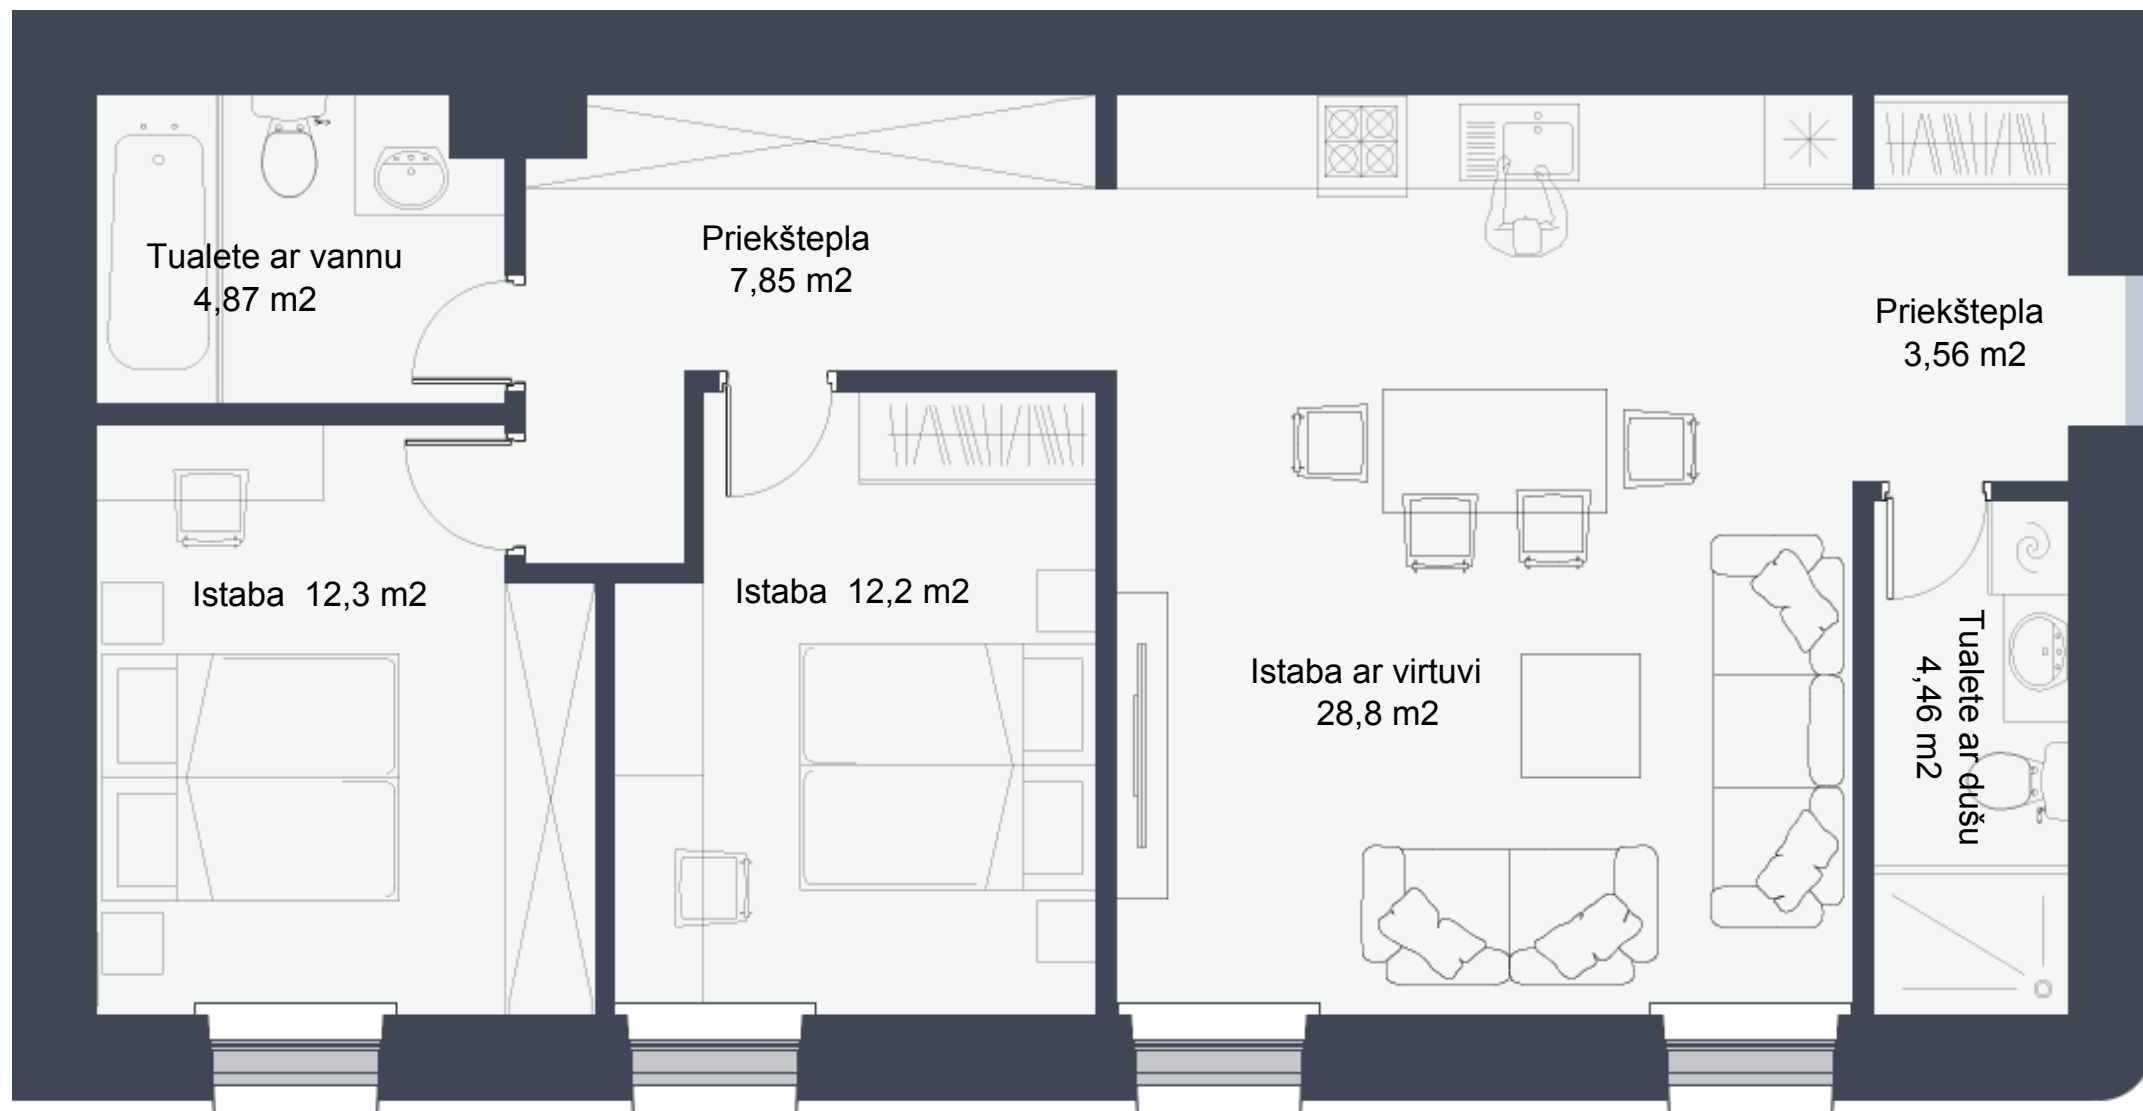 Tualete ar vannu
4,87 m2
Priekštepla
7,85 m2
Priekštepla
3,56 m2
Istaba 12,3 m2
Istaba 12,2 m2
Istaba ar virtuvi
28,8 m2
Tualete ar dušu
4,46 m2